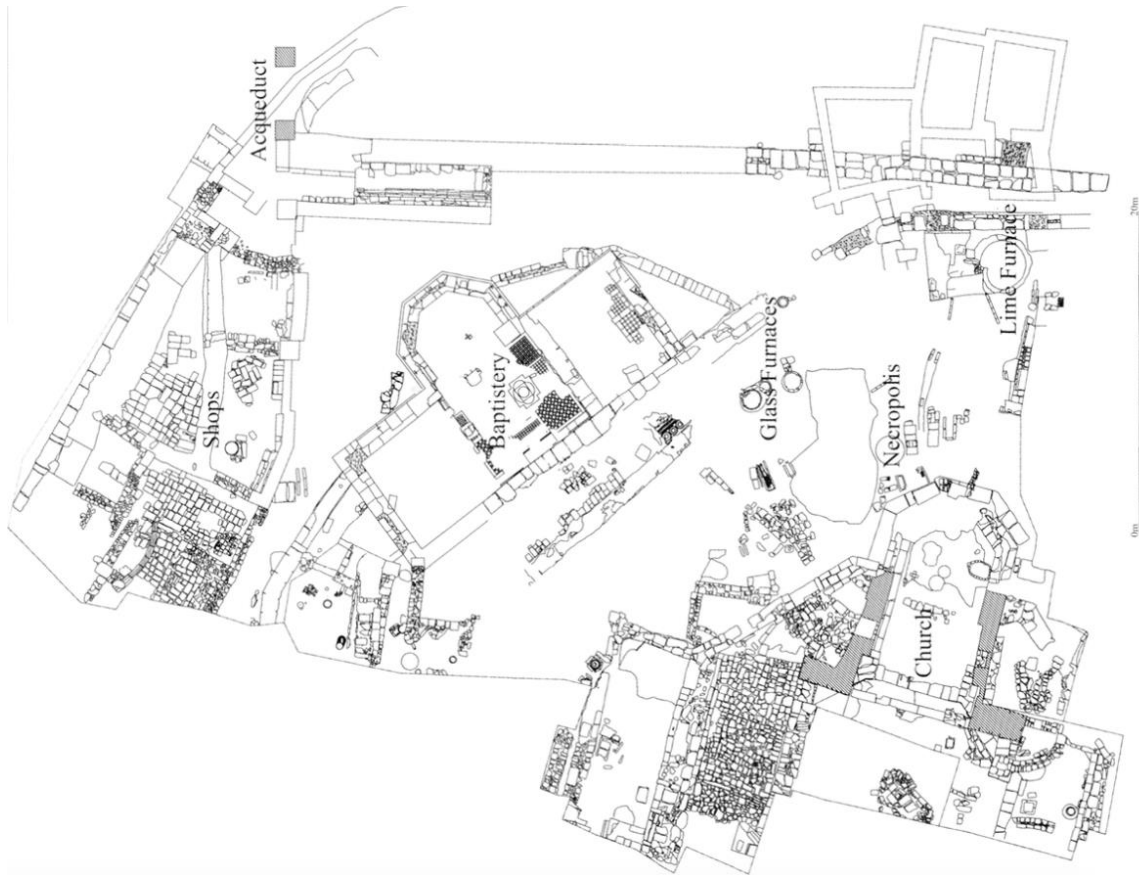 Acqueduct
Shops
Baptistery
Glass Furnaces
Necropolis
Lime Furnace
Church
0m
20m